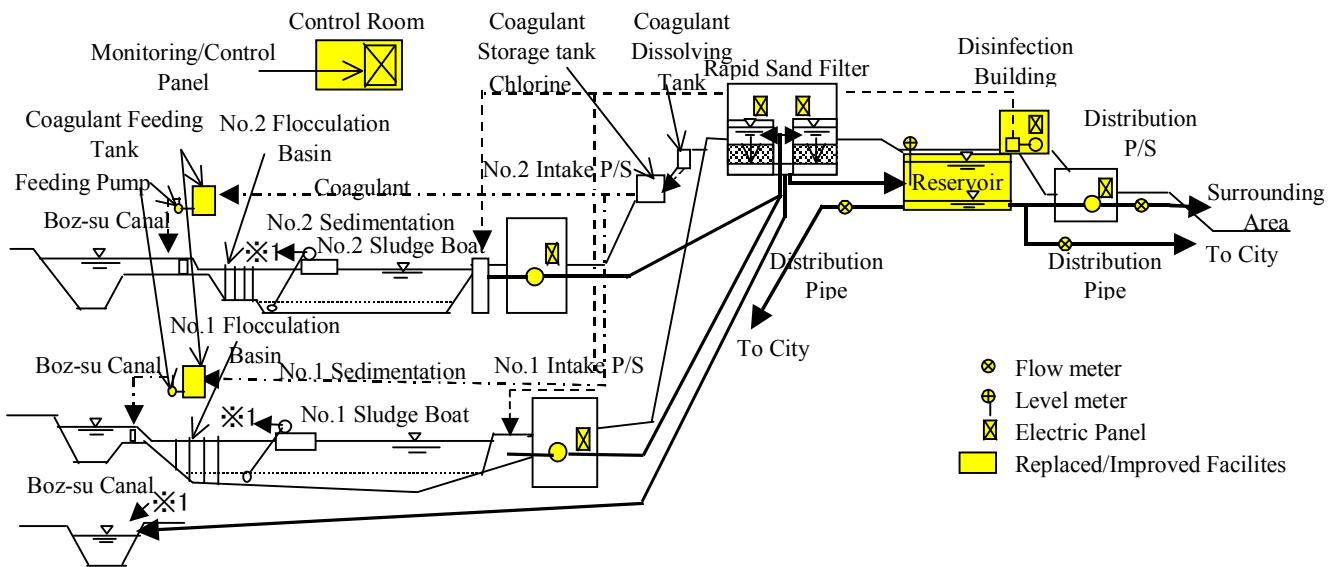 Control Room
Monitoring/Control
Panel
Coagulant
Storage tank
Chlorine
Coagulant
Dissolving
Tank
Rapid Sand Filter
Disinfection
Building
Coagulant Feeding
Tank
No.2 Flocculation
Basin
Distribution
P/S
Feeding Pump
Coagulant
No.2 Intake P/S
Reservoir
Surrounding
Area
Boz-su Canal
No.2 Sedimentation
※1
No.2 Sludge Boat
To City
Distribution
Pipe
Distribution
Pipe
No.1 Flocculation
Basin
To City
Boz-su Canal
No.1 Sedimentation
No.1 Intake P/S
Flow meter
※1
No.1 Sludge Boat
Level meter
Electric Panel
Replaced/Improved Facilites
Boz-su Canal
※1